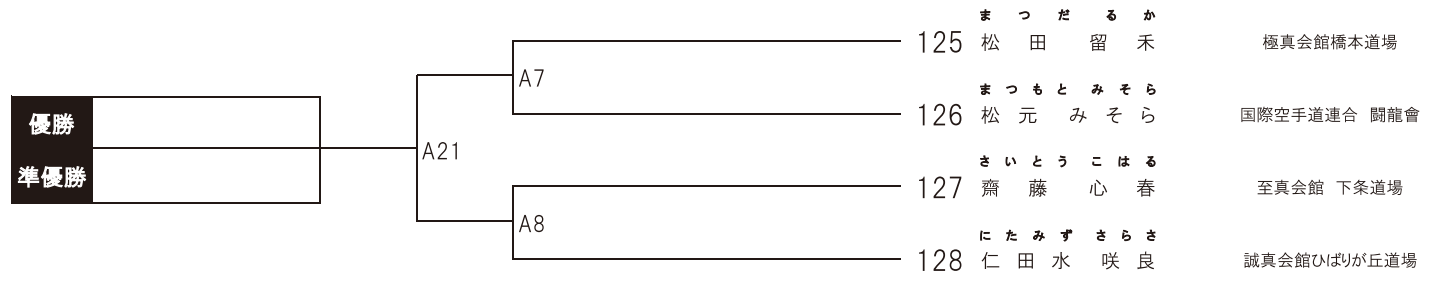 まつだるか
125 松田 留禾 極真会館橋本道場
A7
まつもとみそら
126 松元 みそら 国際空手道連合 闘龍會
優勝
A21
準優勝
さいとうこはる
127 齋藤 心春 至真会館 下条道場
A8
にたみずさらさ
128 仁田水 咲良 誠真会館ひばりが丘道場